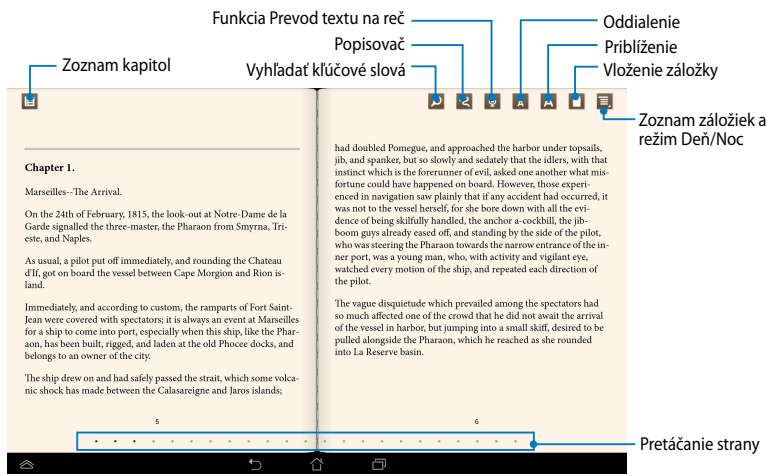 Funkcia Prevod textu na reč
Popisovač
Vyhľadať kľúčové slová
Zoznam kapitol
Oddialenie
Priblíženie
Vloženie záložky
Zoznam záložiek a
režim Deň/Noc
Chapter 1.
Marseilles--The Arrival.
On the 24th of February, 1815, the look-out at Notre-Dame de la
Garde signalled the three-master, the Pharaon from Smyrna, Tri-
este, and Naples.
As usual, a pilot put off immediately, and rounding the Chateau
d'If, got on board the vessel between Cape Morgion and Rion is-
land.
Immediately, and according to custom, the ramparts of Fort Saint-
Jean were covered with spectators; it is always an event at Marseilles
for a ship to come into port, especially when this ship, like the Phar-
aon, has been built, rigged, and laden at the old Phocee docks, and
belongs to an owner of the city.
The ship drew on and had safely passed the strait, which some volca-
nic shock has made between the Calasareigne and Jaros islands;
5
had doubled Pomegue, and approached the harbor under topsails,
jib, and spanker, but so slowly and sedately that the idlers, with that
instinct which is the forerunner of evil, asked one another what mis-
fortune could have happened on board. However, those experi-
enced in navigation saw plainly that if any accident had occurred, it
was not to the vessel herself, for she bore down with all the evi-
dence of being skilfully handled, the anchor a-cockbill, the jib-
boom guys already eased off, and standing by the side of the pilot,
who was steering the Pharaon towards the narrow entrance of the in-
ner port, was a young man, who, with activity and vigilant eye,
watched every motion of the ship, and repeated each direction of
the pilot.
The vague disquietude which prevailed among the spectators had
so much affected one of the crowd that he did not await the arrival
of the vessel in harbor, but jumping into a small skiff, desired to be
pulled alongside the Pharaon, which he reached as she rounded
into La Reserve basin.
6
Pretáčanie strany